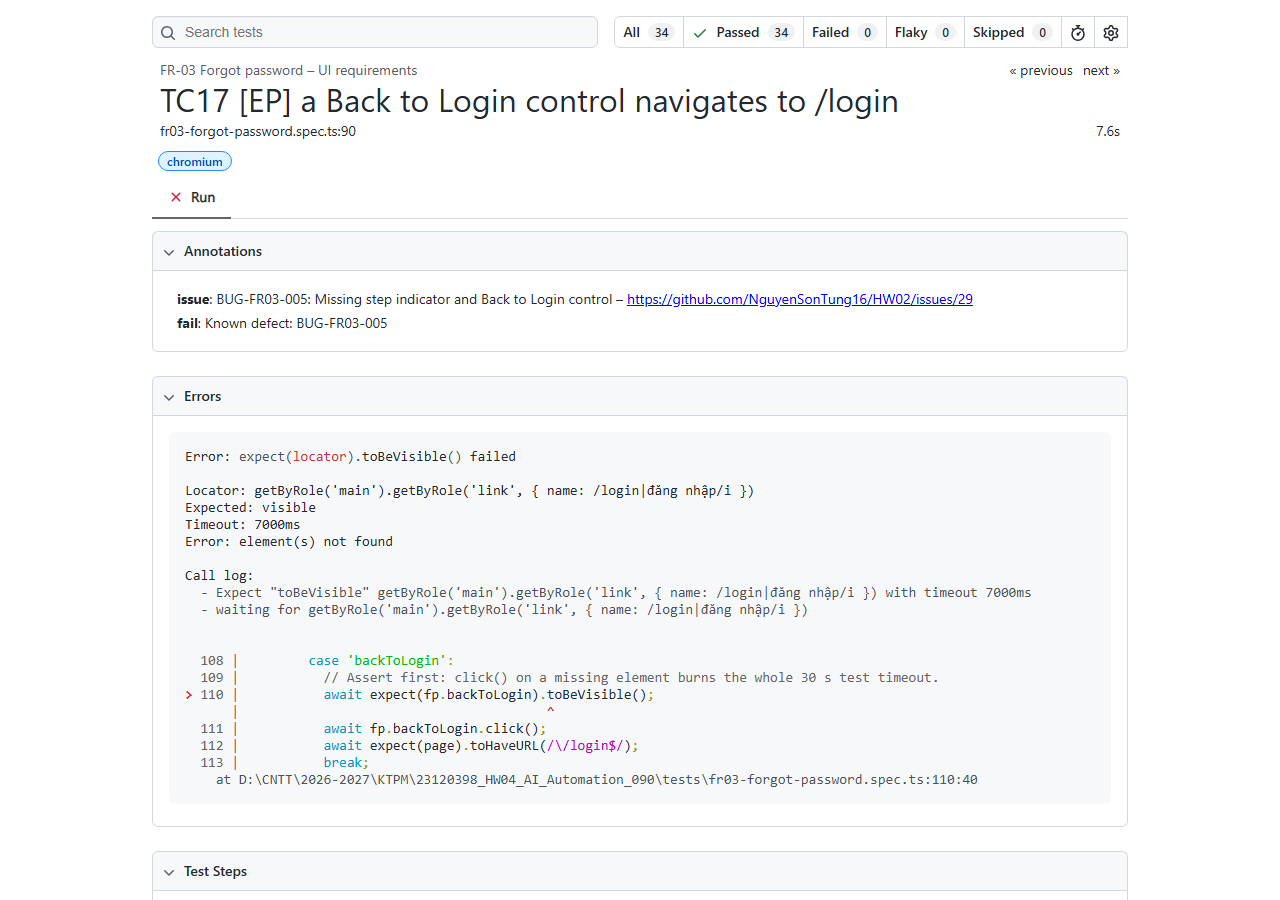 Search tests
All 34 Passed 34 Failed 0 Flaky 0 Skipped 0
FR-03 Forgot password – UI requirements
« previous next »
TC17 [EP] a Back to Login control navigates to /login
fr03-forgot-password.spec.ts:90
7.6s
chromium
Run
Annotations
issue: BUG-FR03-005: Missing step indicator and Back to Login control – https://github.com/NguyenSonTung16/HW02/issues/29
fail: Known defect: BUG-FR03-005
Errors
Error: expect(locator).toBeVisible() failed
Locator: getByRole('main').getByRole('link', { name: /login|đăng nhập/i })
Expected: visible
Timeout: 7000ms
Error: element(s) not found
Call log:
- Expect "toBeVisible" getByRole('main').getByRole('link', { name: /login|đăng nhập/i }) with timeout 7000ms
- waiting for getByRole('main').getByRole('link', { name: /login|đăng nhập/i })
108 | case 'backToLogin':
109 | // Assert first: click() on a missing element burns the whole 30 s test timeout.
> 110 | await expect(fp.backToLogin).toBeVisible();
| ^
111 | await fp.backToLogin.click();
112 | await expect(page).toHaveURL(/\/login$/);
113 | break;
at D:\CNTT\2026-2027\KTPM\23120398_HW04_AI_Automation_090\tests\fr03-forgot-password.spec.ts:110:40
Test Steps